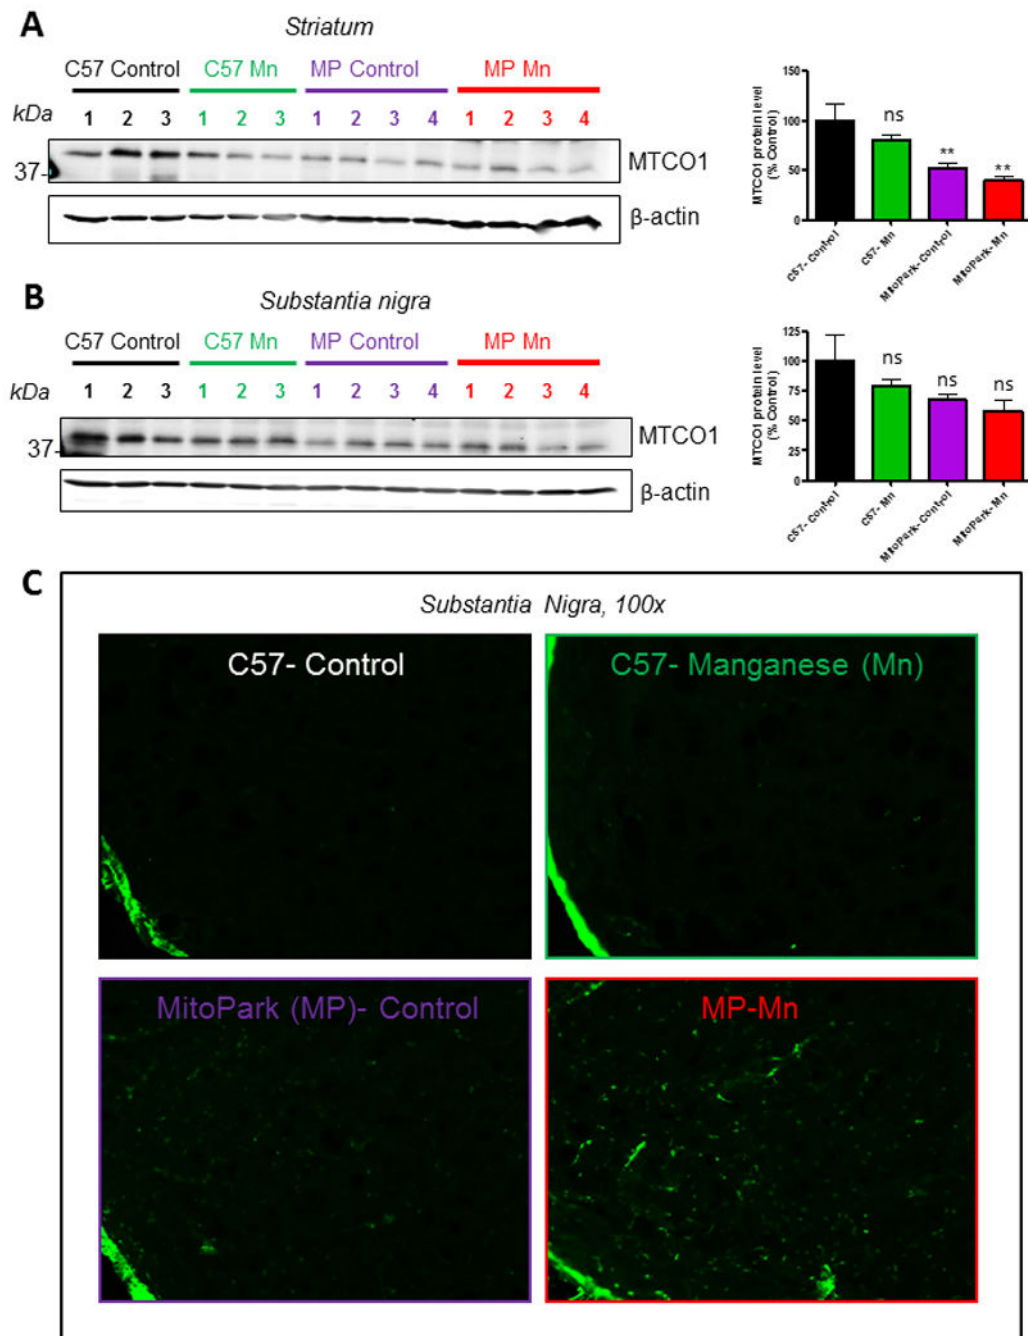 A
Striatum
C57 Control C57 Mn MP Control MP Mn
kDa 1 2 3 1 2 3 1 2 3 4 1 2 3 4
37- MTCO1
β-actin
MTCO1 protein level
(% Control)
150
100
50
0
ns
**
**
C57- Control
C57- Mn
MitoPark- Control
MitoPark- Mn
B
Substantia nigra
C57 Control C57 Mn MP Control MP Mn
kDa 1 2 3 1 2 3 1 2 3 4 1 2 3 4
37- MTCO1
β-actin
MTCO1 protein level
(% Control)
125
100
75
50
25
0
ns
ns
ns
C57- Control
C57- Mn
MitoPark- Control
MitoPark- Mn
C
Substantia Nigra, 100x
C57- Control
C57- Manganese (Mn)
MitoPark (MP)- Control
MP-Mn